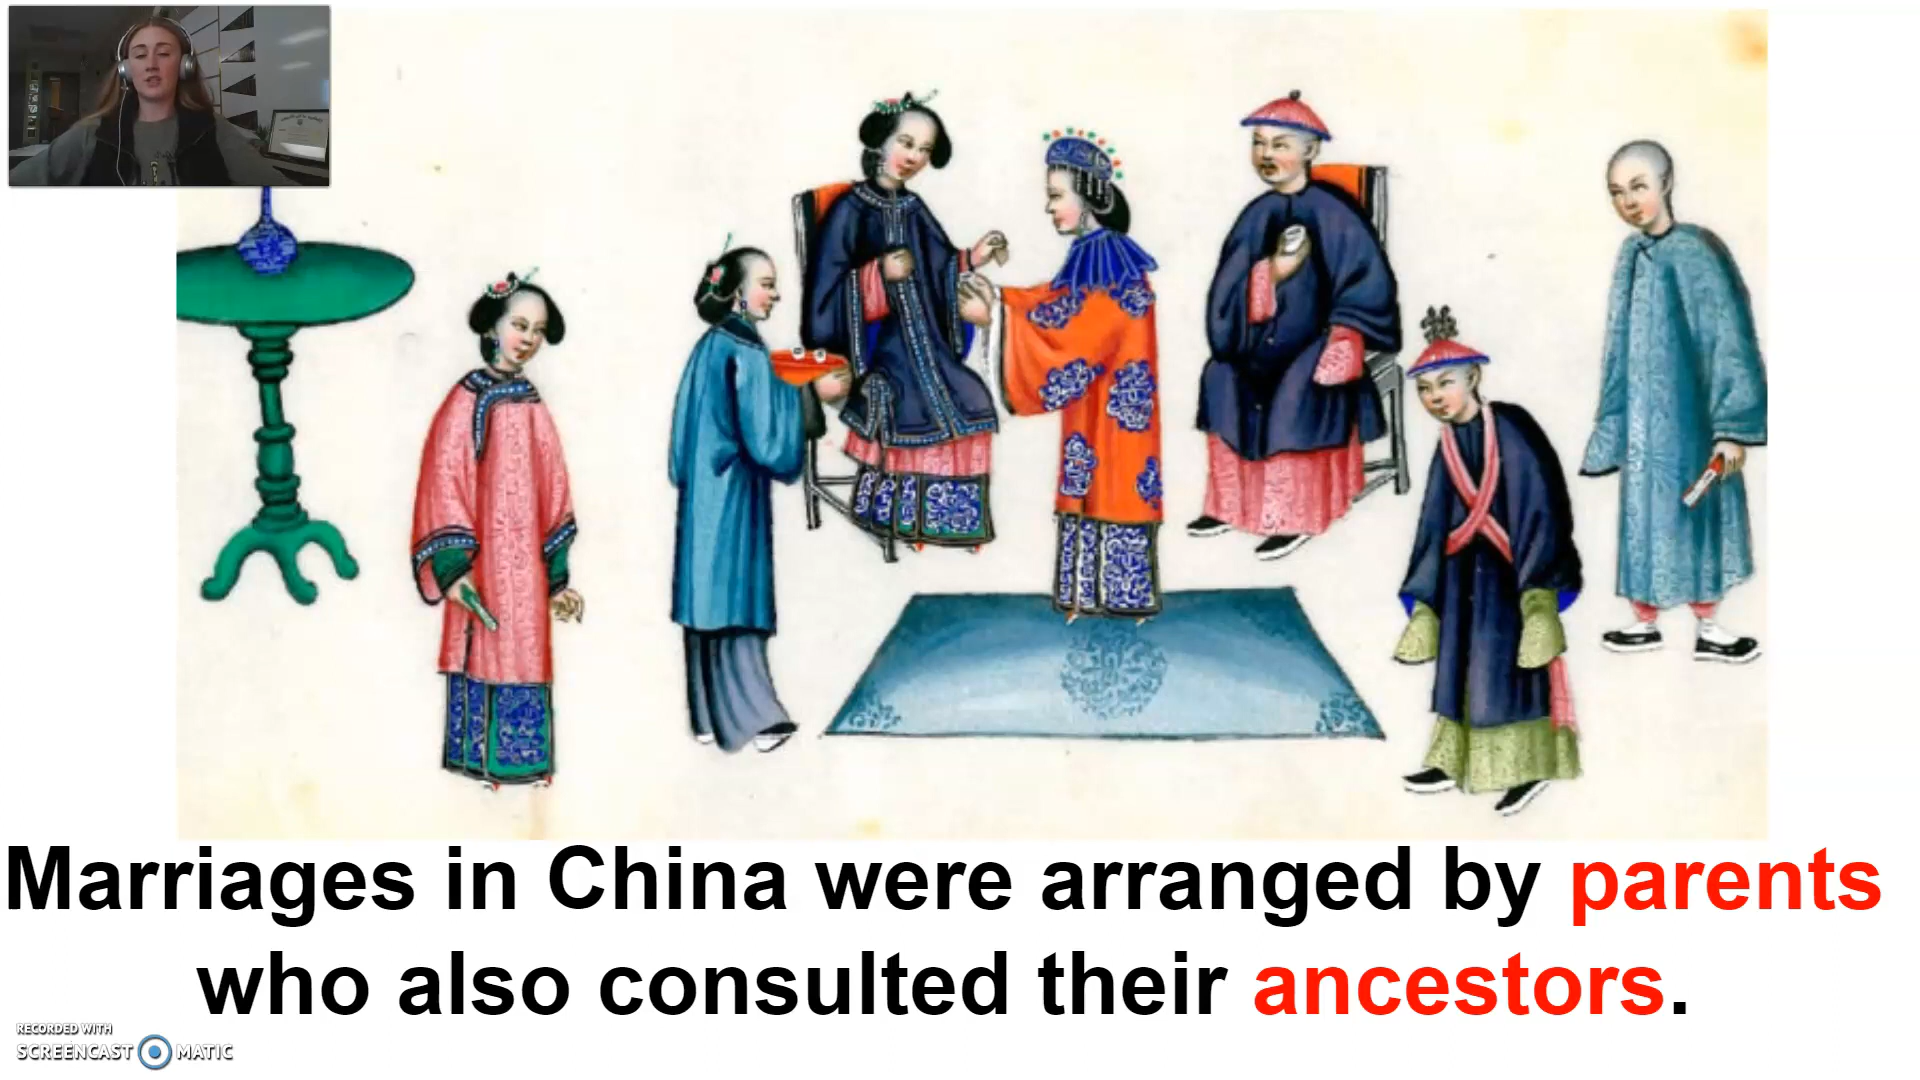 Marriages in China were arranged by parents
who also consulted their ancestors.
RECORDED WITH
SCREENCAST MATIC